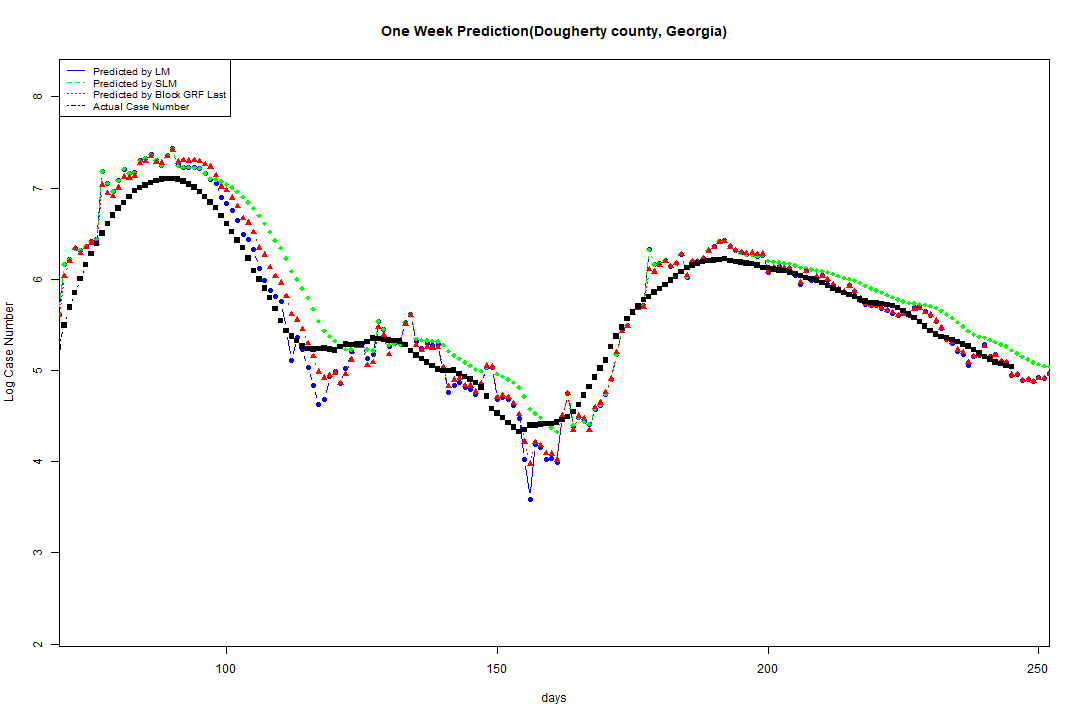 One Week Prediction(Dougherty county, Georgia)
Predicted by LM
Predicted by SLM
Predicted by Block GRF Last
Actual Case Number
8
7
6
5
4
3
2
Log Case Number
100
150
200
250
days